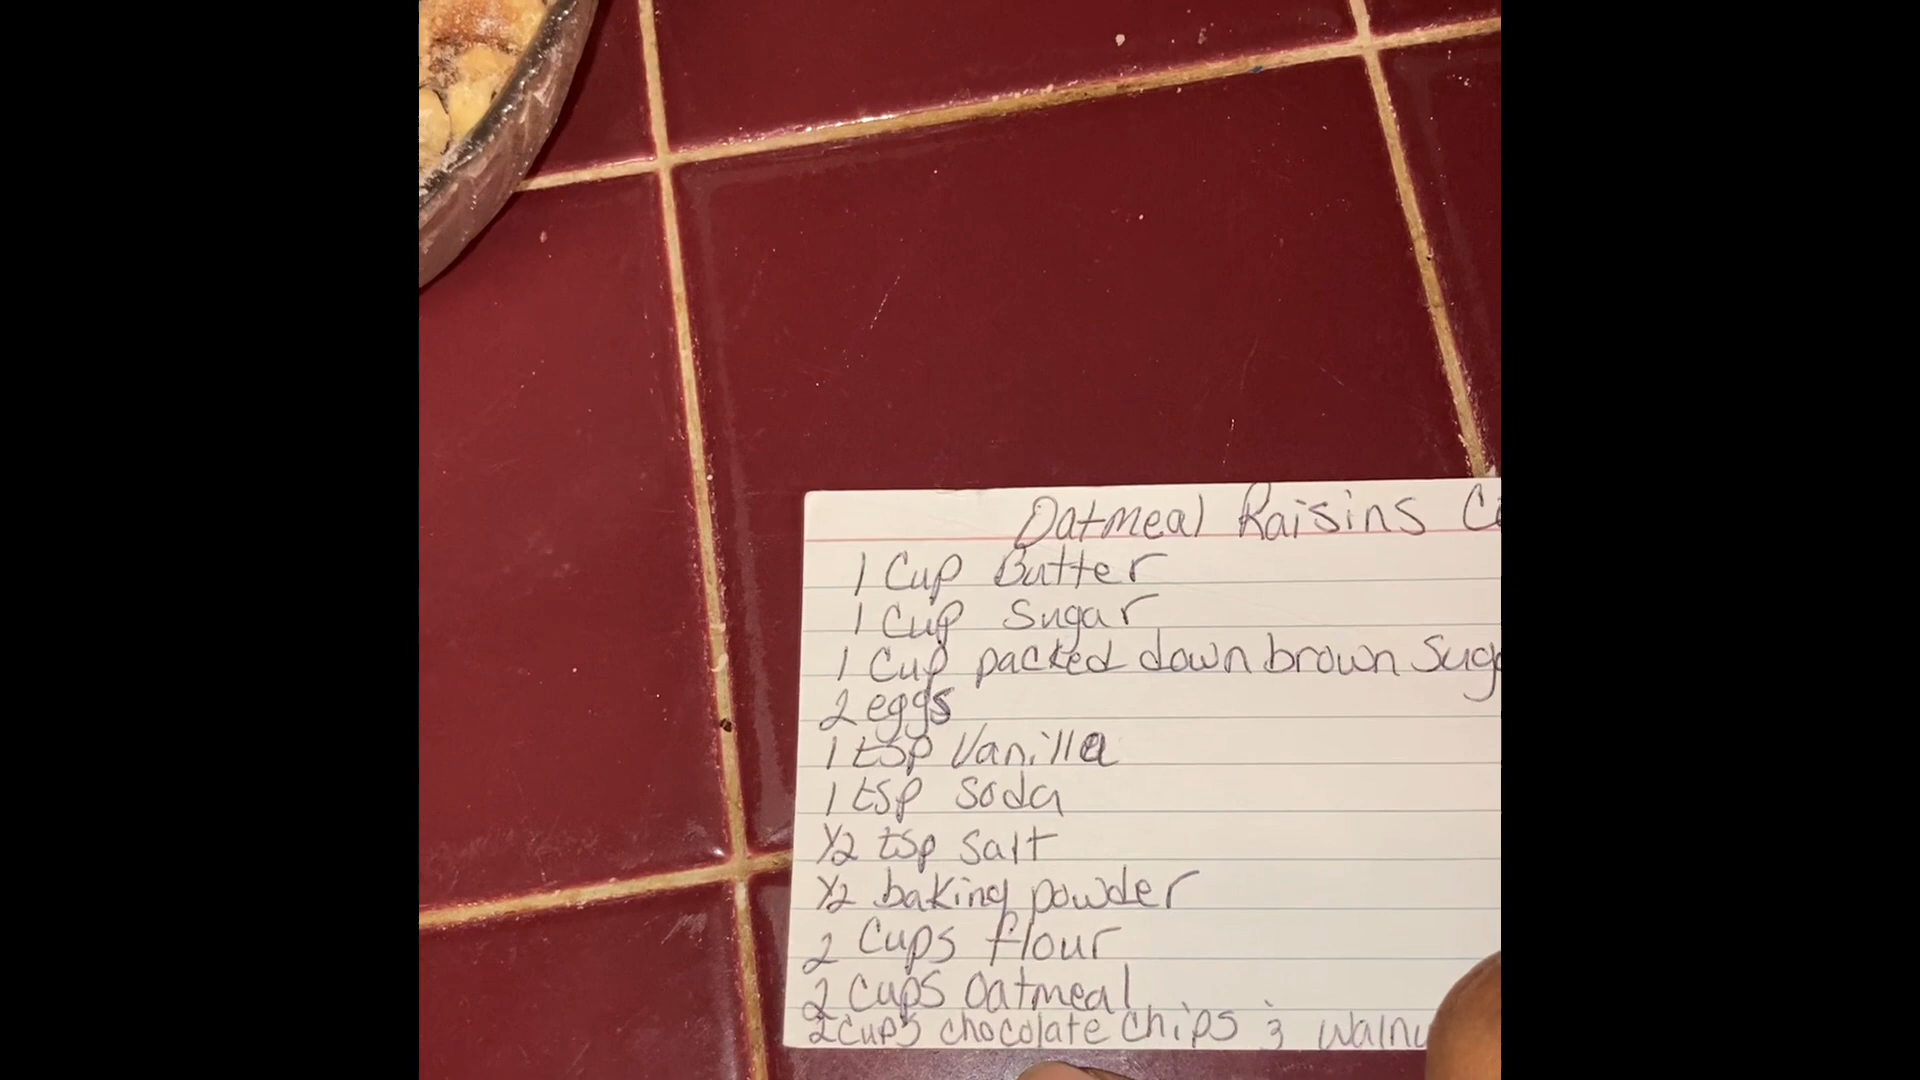 Oatmeal Raisins
1 Cup Butter
1 Cup Sugar
1 Cup packed down brown
2 eggs
1 tsp Vanilla
1 tsp soda
1/2 tsp Salt
1/2 baking powder
2 Cups flour
2 Cups Oatmeal
2 Cups chocolate chips